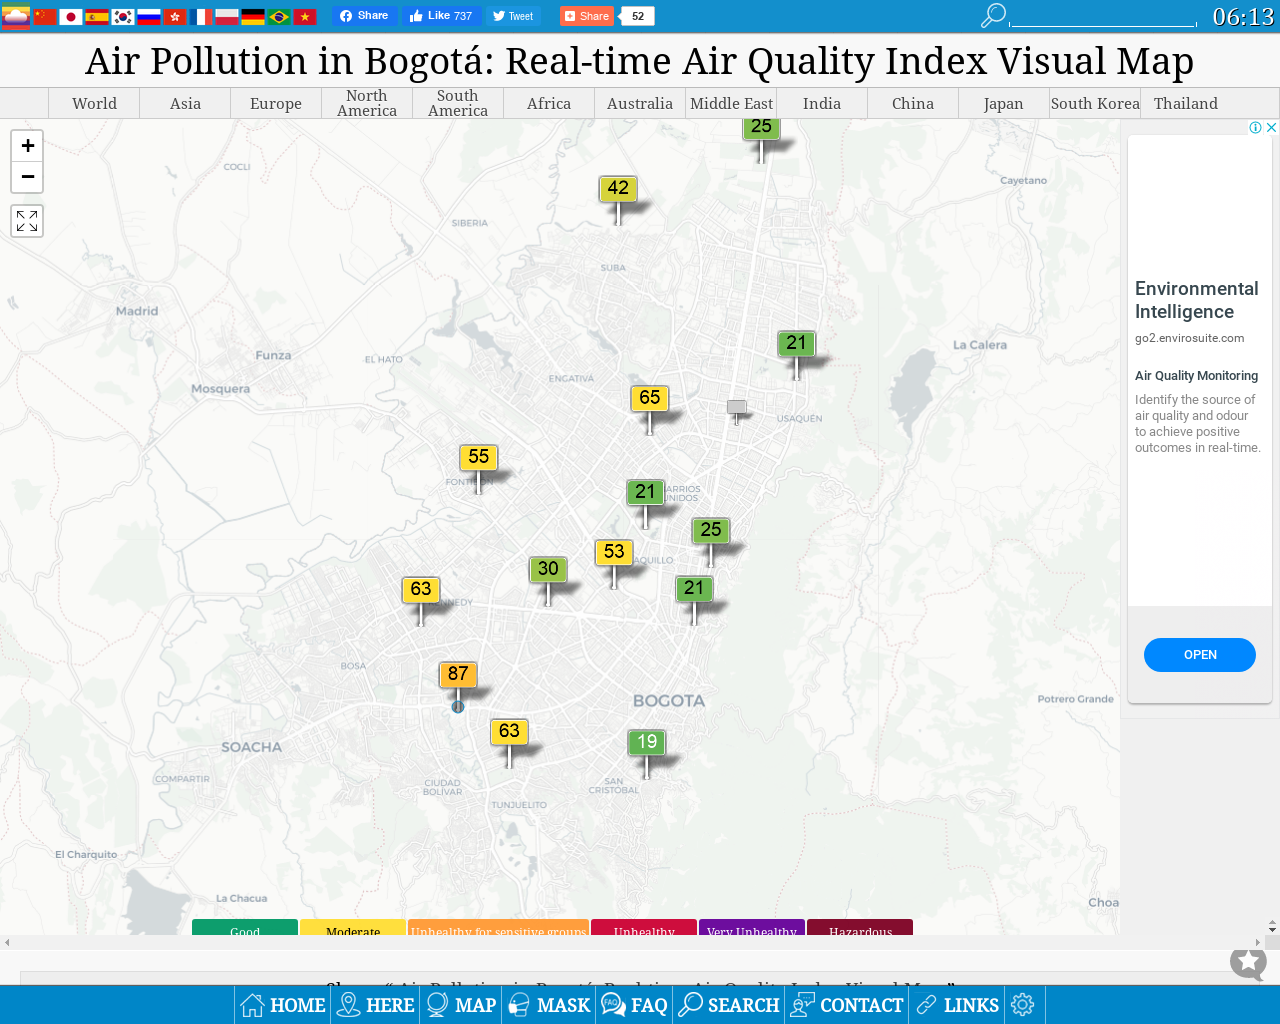 Share
Like 737
Tweet
Share
52
06:13
Air Pollution in Bogotá: Real-time Air Quality Index Visual Map
World
Asia
Europe
North America
South America
Africa
Australia
Middle East
India
China
Japan
South Korea
Thailand
+
−
25
42
COCLI
Cayetano
SIBERIA
SUBA
Madrid
21
Funza
EL HATO
La Calera
ENGATIVÁ
Mosquera
65
USAQUÉN
55
FONTIBÓN
21
BARRIOS
UNIDOS
25
53
30
21
63
KENNEDY
BOSA
87
BOGOTA
Potrero Grande
63
19
SOACHA
COMPARTIR
CIUDAD
BOLÍVAR
SAN
CRISTÓBAL
TUNJUELITO
El Charquito
La Chacua
Choa
Environmental
Intelligence
go2.envirosuite.com
Air Quality Monitoring
Identify the source of
air quality and odour
to achieve positive
outcomes in real-time.
OPEN
Good
Moderate
Unhealthy for sensitive groups
Unhealthy
Very Unhealthy
Hazardous
HOME
HERE
MAP
MASK
FAQ
FAQ
SEARCH
CONTACT
LINKS